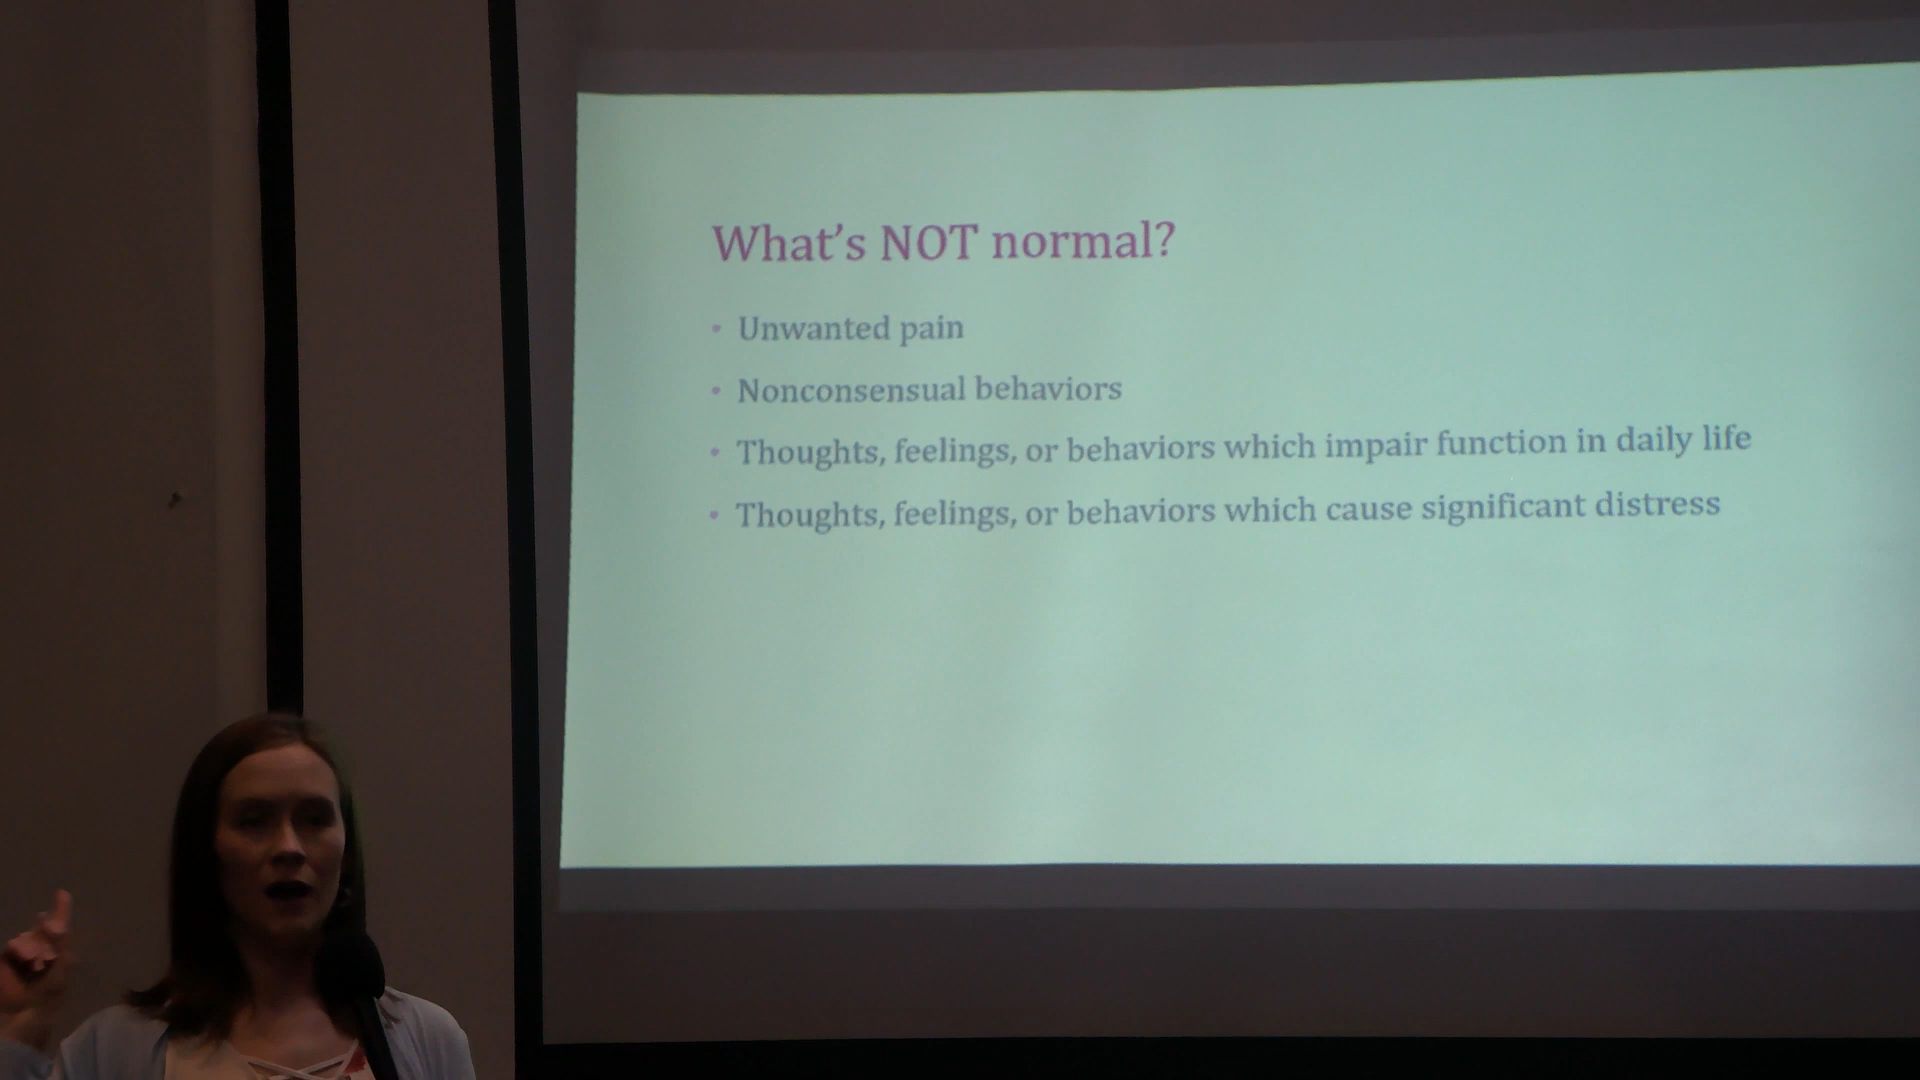 What's NOT normal?
• Unwanted pain
• Nonconsensual behaviors
• Thoughts, feelings, or behaviors which impair function in daily life
• Thoughts, feelings, or behaviors which cause significant distress